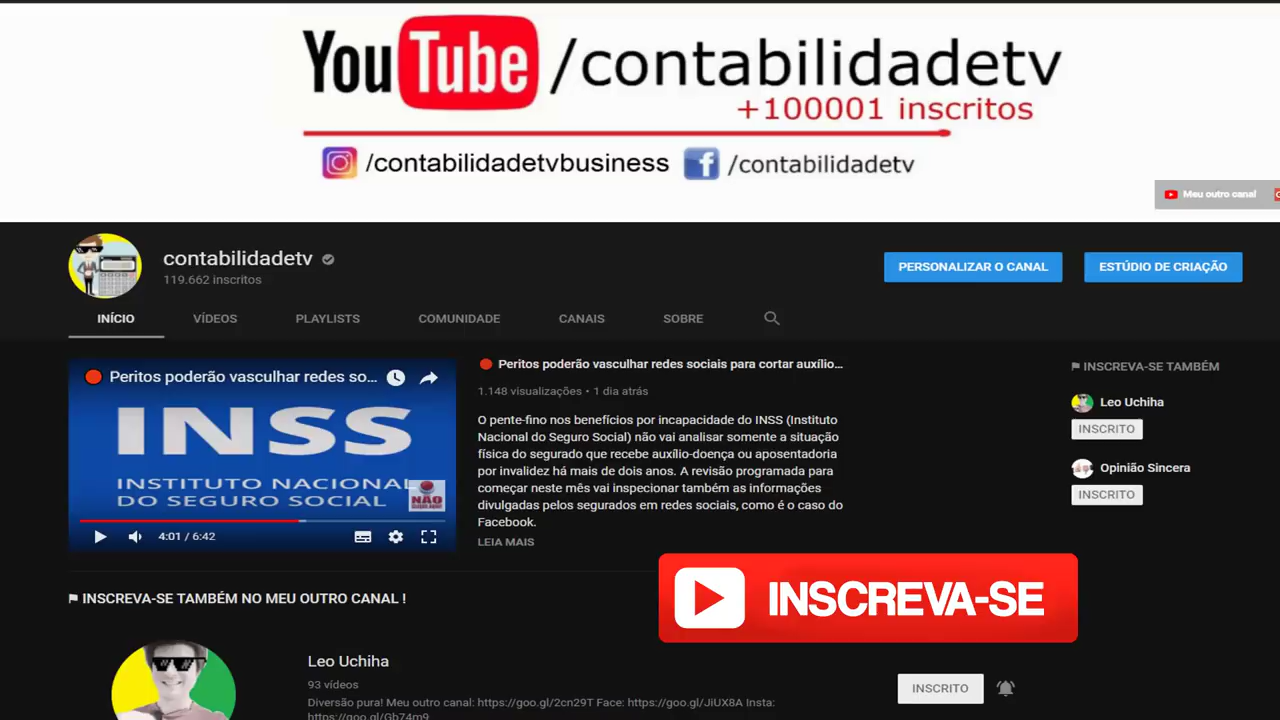 YouTube /contabilidadetv
+100001 inscritos
/contabilidadetvbusiness /contabilidadetv
Meu outro canal
contabilidadetv
119.662 inscritos
PERSONALIZAR O CANAL
ESTÚDIO DE CRIAÇÃO
INÍCIO VÍDEOS PLAYLISTS COMUNIDADE CANAIS SOBRE
Peritos poderão vasculhar redes so...
INSS
INSTITUTO NACIONAL
DO SEGURO SOCIAL
NÃO
4:01 / 6:42
Peritos poderão vasculhar redes sociais para cortar auxílio...
1.148 visualizações • 1 dia atrás
O pente-fino nos benefícios por incapacidade do INSS (Instituto
Nacional do Seguro Social) não vai analisar somente a situação
física do segurado que recebe auxílio-doença ou aposentadoria
por invalidez há mais de dois anos. A revisão programada para
começar neste mês vai inspecionar também as informações
divulgadas pelos segurados em redes sociais, como é o caso do
Facebook.
LEIA MAIS
INSCREVA-SE TAMBÉM
Leo Uchiha
INSCRITO
Opinião Sincera
INSCRITO
INSCREVA-SE
INSCREVA-SE TAMBÉM NO MEU OUTRO CANAL !
Leo Uchiha
93 vídeos
Diversão pura! Meu outro canal: https://goo.gl/2cn29T Face: https://goo.gl/JiUX8A Insta:
https://goo.gl/Gb74m9
INSCRITO